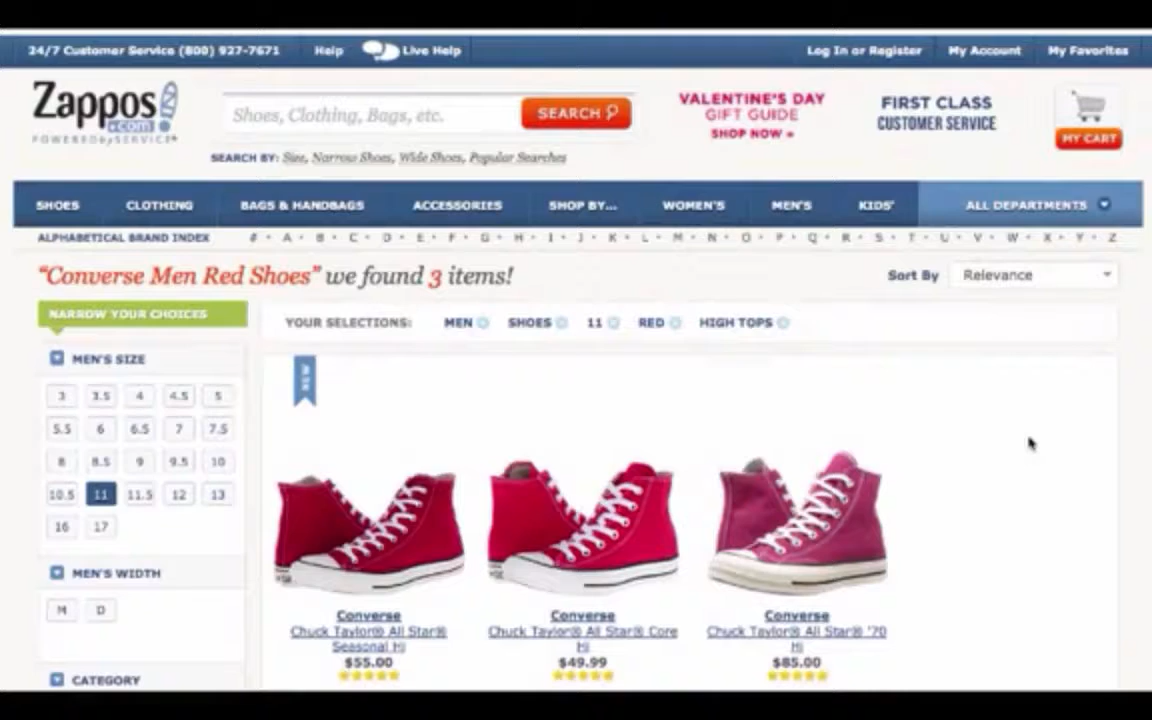 24/7 Customer Service (800) 927-7671 Help Live Help Log In or Register My Account My Favorites
Zappos
.com
POWERED by SERVICE
Shoes, Clothing, Bags, etc. SEARCH
VALENTINE'S DAY
GIFT GUIDE
SHOP NOW »
FIRST CLASS
CUSTOMER SERVICE
MY CART
SEARCH BY: Size, Narrow Shoes, Wide Shoes, Popular Searches
SHOES CLOTHING BAGS & HANDBAGS ACCESSORIES SHOP BY... WOMEN'S MEN'S KIDS' ALL DEPARTMENTS
ALPHABETICAL BRAND INDEX # • A • B • C • D • E • F • G • H • I • J • K • L • M • N • O • P • Q • R • S • T • U • V • W • X • Y • Z
“Converse Men Red Shoes” we found 3 items!
Sort By Relevance
NARROW YOUR CHOICES
YOUR SELECTIONS: MEN SHOES 11 RED HIGH TOPS
MEN'S SIZE
3 3.5 4 4.5 5
5.5 6 6.5 7 7.5
8 8.5 9 9.5 10
10.5 11 11.5 12 13
16 17
MEN'S WIDTH
M D
CATEGORY
NEW
Converse
Chuck Taylor® All Star®
Seasonal Hi
$55.00
Converse
Chuck Taylor® All Star® Core
Hi
$49.99
Converse
Chuck Taylor® All Star® '70
Hi
$85.00